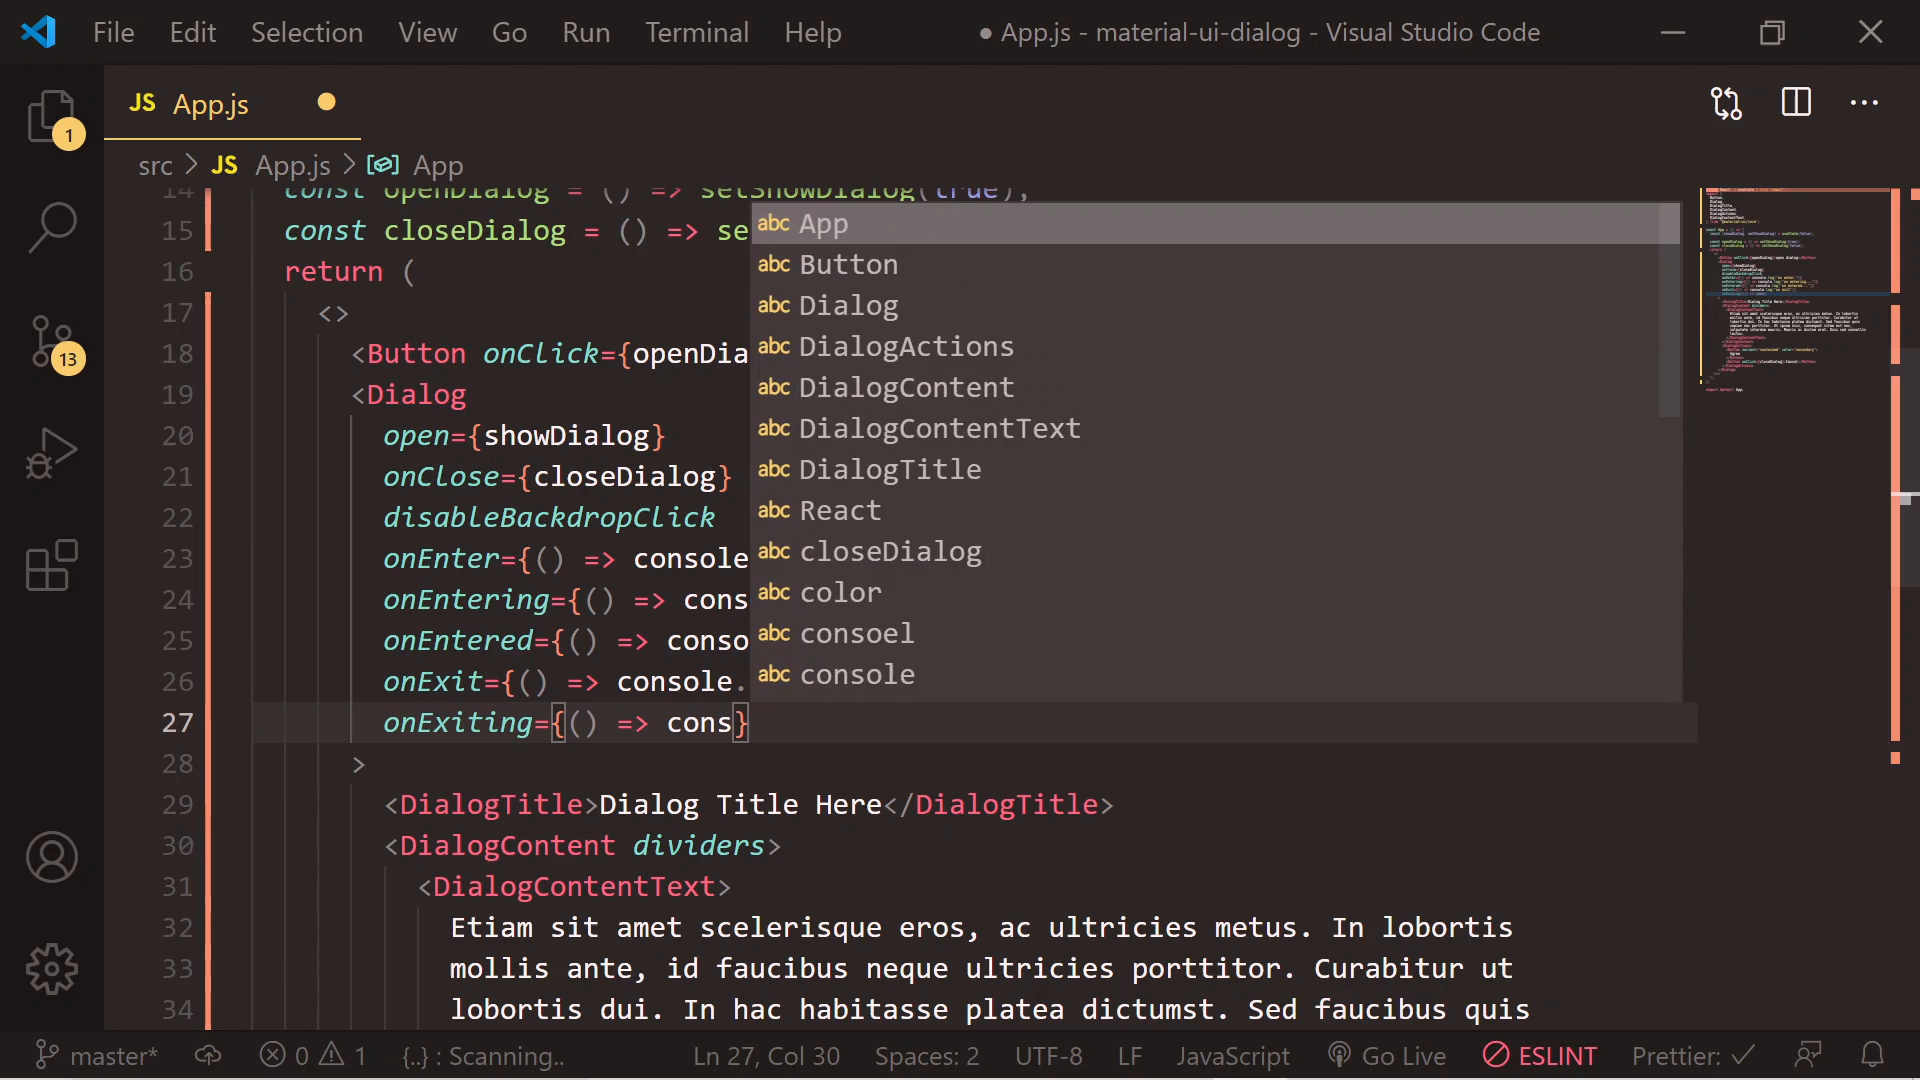 File Edit Selection View Go Run Terminal Help ● App.js - material-ui-dialog - Visual Studio Code
JS App.js
1
src > JS App.js > App
14 const openDialog = () => setShowDialog(true);
15 const closeDialog = () => se
16 return (
17 <>
18 <Button onClick={openDia
19 <Dialog
20 open={showDialog}
21 onClose={closeDialog}
22 disableBackdropClick
23 onEnter={() => console
24 onEntering={() => cons
25 onEntered={() => conso
26 onExit={() => console.
27 onExiting={() => cons}
28 >
29 <DialogTitle>Dialog Title Here</DialogTitle>
30 <DialogContent dividers>
31 <DialogContentText>
32 Etiam sit amet scelerisque eros, ac ultricies metus. In lobortis
33 mollis ante, id faucibus neque ultricies porttitor. Curabitur ut
34 lobortis dui. In hac habitasse platea dictumst. Sed faucibus quis
abc App
abc Button
abc Dialog
abc DialogActions
abc DialogContent
abc DialogContentText
abc DialogTitle
abc React
abc closeDialog
abc color
abc consoel
abc console
13
master* 0 1 {..} : Scanning.. Ln 27, Col 30 Spaces: 2 UTF-8 LF JavaScript Go Live ESLINT Prettier: ✓